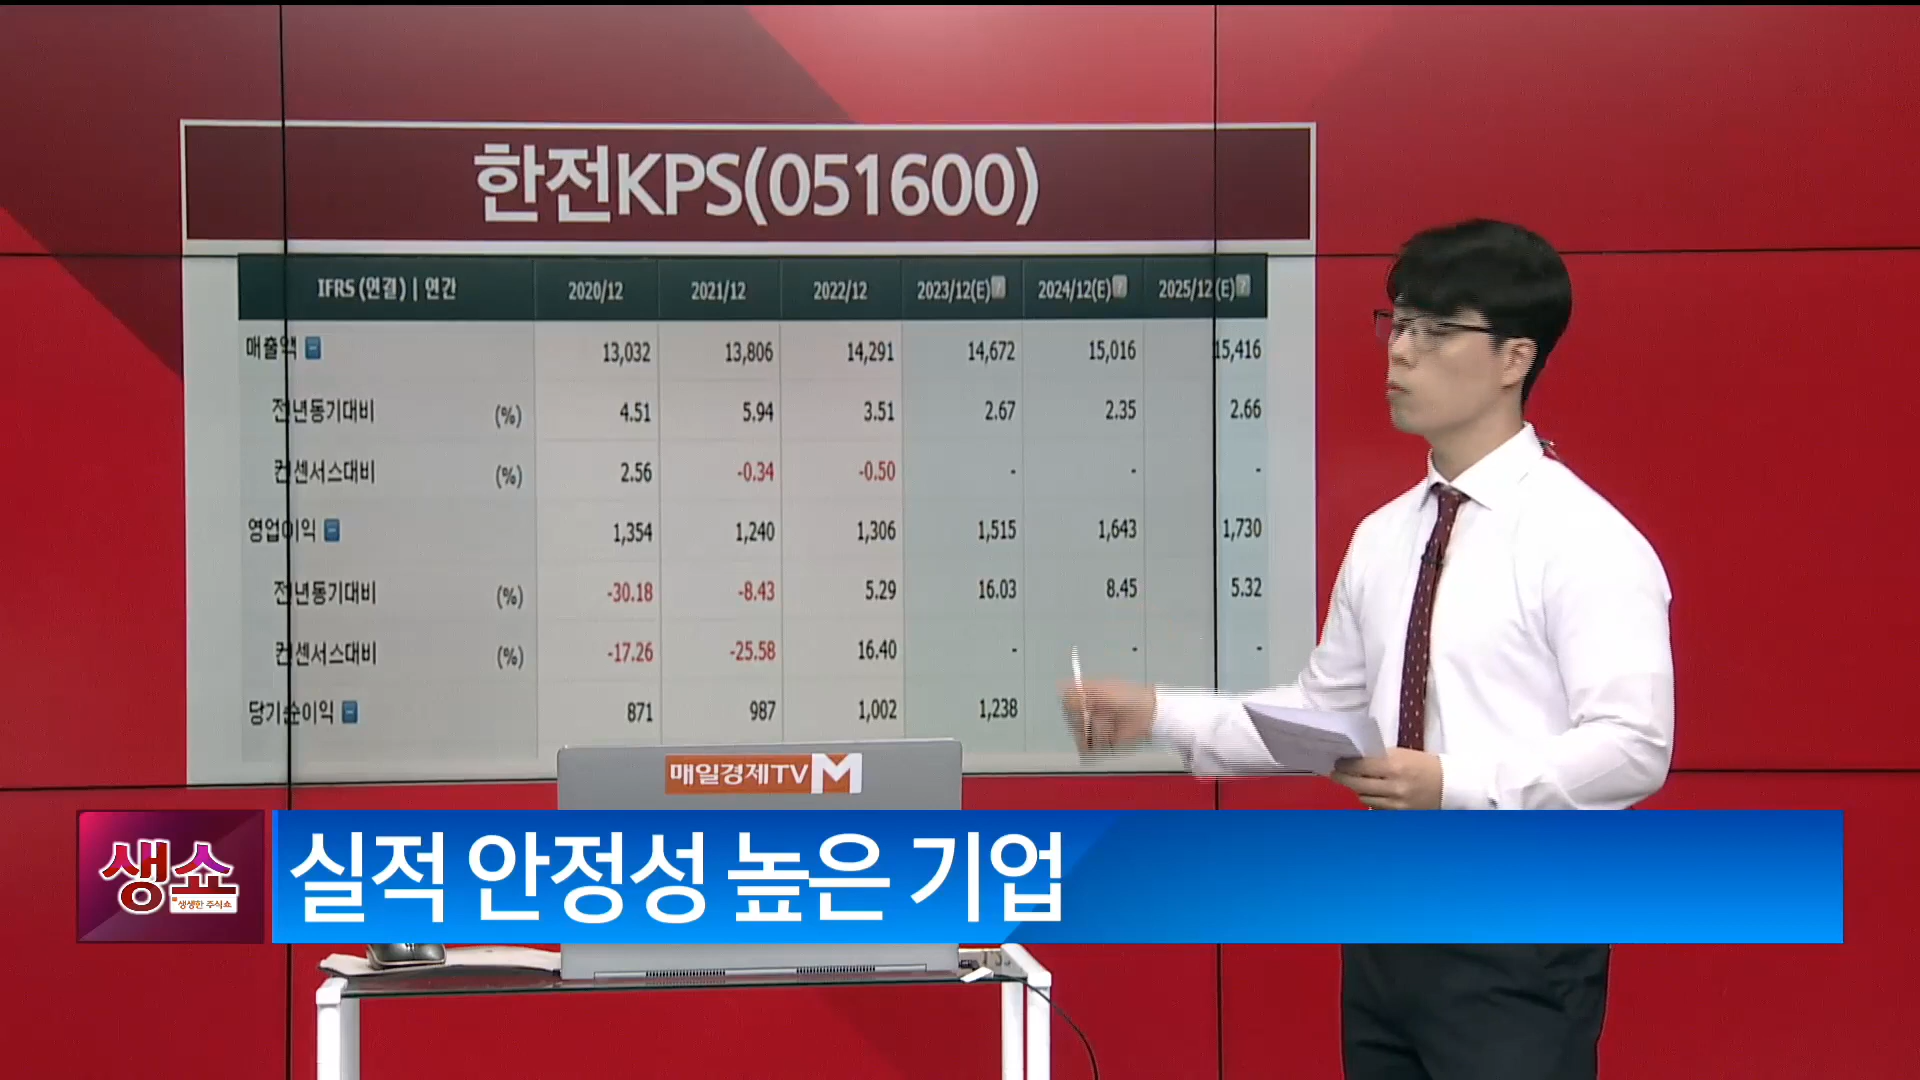 한전KPS(051600)
IFRS (연결) | 연간 2020/12 2021/12 2022/12 2023/12(E) ? 2024/12(E) ? 2025/12(E) ?
매출액 13,032 13,806 14,291 14,672 15,016 15,416
전년동기대비 (%) 4.51 5.94 3.51 2.67 2.35 2.66
컨센서스대비 (%) 2.56 -0.34 -0.50 - - -
영업이익 1,354 1,240 1,306 1,515 1,643 1,730
전년동기대비 (%) -30.18 -8.43 5.29 16.03 8.45 5.32
컨센서스대비 (%) -17.26 -25.58 16.40 - - -
당기순이익 871 987 1,002 1,238
매일경제TV M
생쇼
생생한 주식쇼
실적 안정성 높은 기업